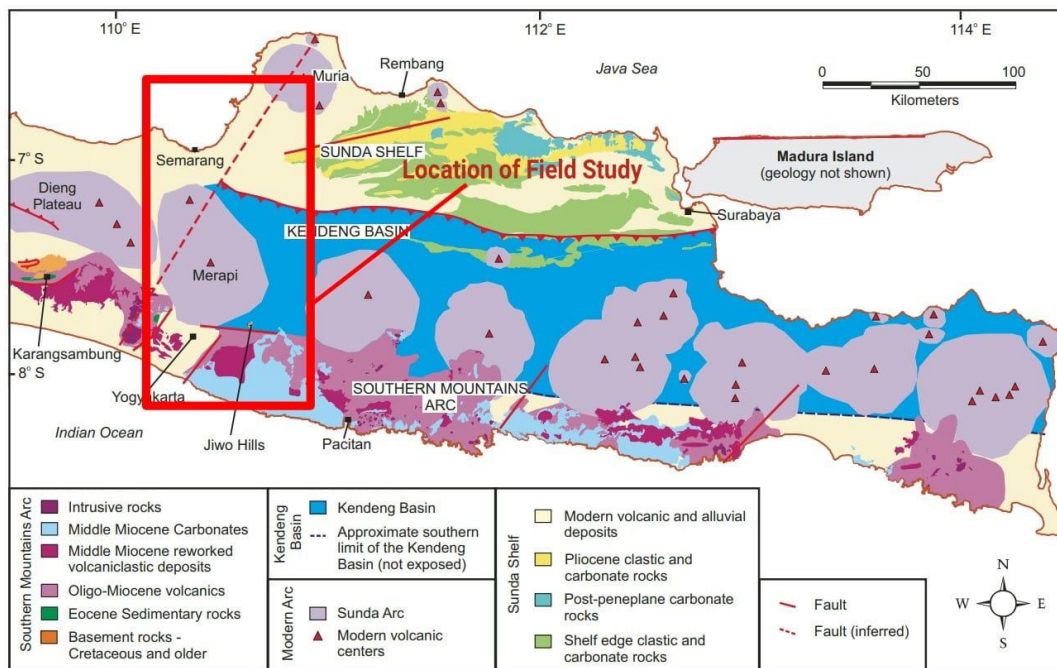 110° E
112° E
114° E
Muria
Rembang
Java Sea
0 50 100
Kilometers
Semarang
7° S
SUNDA SHELF
Location of Field Study
Madura Island
(geology not shown)
Dieng
Plateau
Surabaya
KENDENG BASIN
Merapi
Karangsambung
8° S
SOUTHERN MOUNTAINS
ARC
Yogyakarta
Indian Ocean
Jiwo Hills
Pacitan
Southern Mountains Arc
Intrusive rocks
Middle Miocene Carbonates
Middle Miocene reworked
volcaniclastic deposits
Oligo-Miocene volcanics
Eocene Sedimentary rocks
Basement rocks -
Cretaceous and older
Kendeng
Basin
Kendeng Basin
Approximate southern
limit of the Kendeng
Basin (not exposed)
Modern Arc
Sunda Arc
Modern volcanic
centers
Sunda Shelf
Modern volcanic and alluvial
deposits
Pliocene clastic and
carbonate rocks
Post-peneplane carbonate
rocks
Shelf edge clastic and
carbonate rocks
Fault
Fault (inferred)
N
W E
S